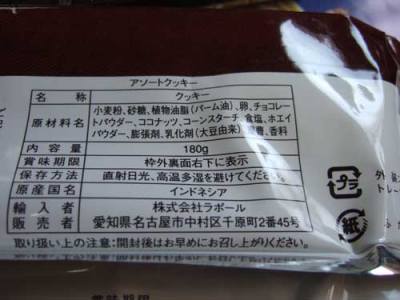 アソートクッキー
名称 クッキー
原材料名 小麦粉、砂糖、植物油脂(パーム油)、卵、チョコレー
トパウダー、ココナッツ、コーンスターチ、食塩、ホエイ
パウダー、膨張剤、乳化剤(大豆由来)、香料
内容量 180g
賞味期限 枠外裏面右下に表示
保存方法 直射日光、高温多湿を避けてください。
原産国名 インドネシア
輸入者 株式会社ラポール
販売者 愛知県名古屋市中村区千原町2番45号
取り扱い上の注意:開封後はお早めにお召し上がりください。
プラ
紙
外
トレー